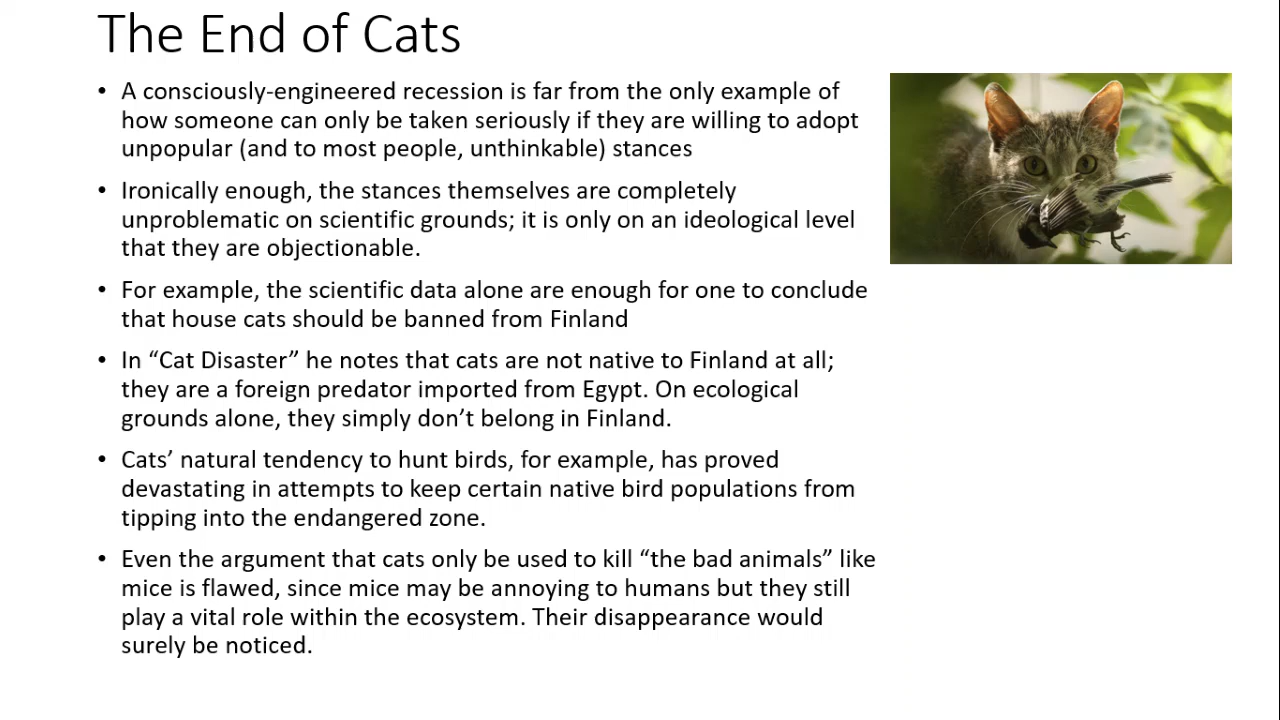 The End of Cats
• A consciously-engineered recession is far from the only example of
how someone can only be taken seriously if they are willing to adopt
unpopular (and to most people, unthinkable) stances
• Ironically enough, the stances themselves are completely
unproblematic on scientific grounds; it is only on an ideological level
that they are objectionable.
• For example, the scientific data alone are enough for one to conclude
that house cats should be banned from Finland
• In “Cat Disaster” he notes that cats are not native to Finland at all;
they are a foreign predator imported from Egypt. On ecological
grounds alone, they simply don’t belong in Finland.
• Cats’ natural tendency to hunt birds, for example, has proved
devastating in attempts to keep certain native bird populations from
tipping into the endangered zone.
• Even the argument that cats only be used to kill “the bad animals” like
mice is flawed, since mice may be annoying to humans but they still
play a vital role within the ecosystem. Their disappearance would
surely be noticed.